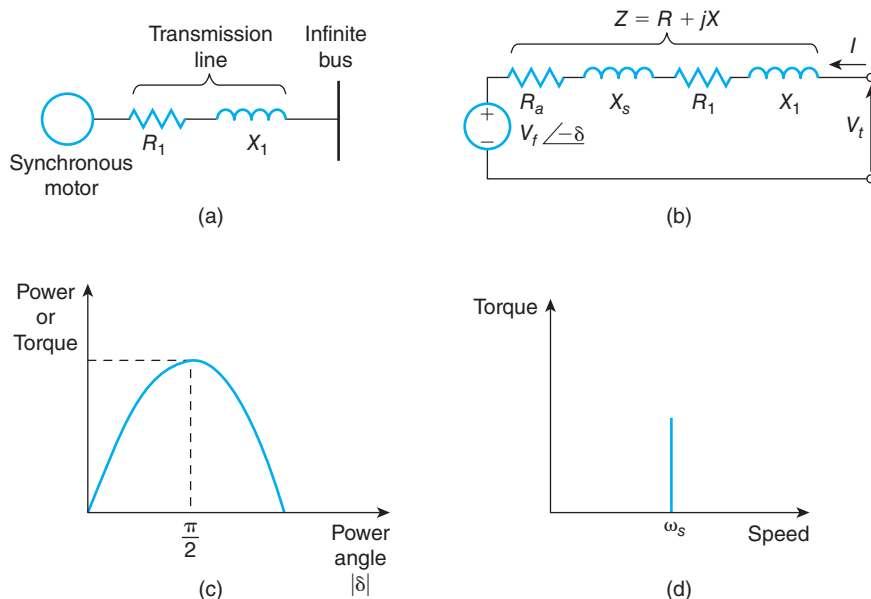 Transmission
line
Infinite
bus
R1
X1
Synchronous
motor
(a)
Z = R + jX
I
Ra
Xs
R1
X1
+
−
Vf ∠−δ
Vt
(b)
Power
or
Torque
π/2
Power
angle
|δ|
(c)
Torque
ωs
Speed
(d)